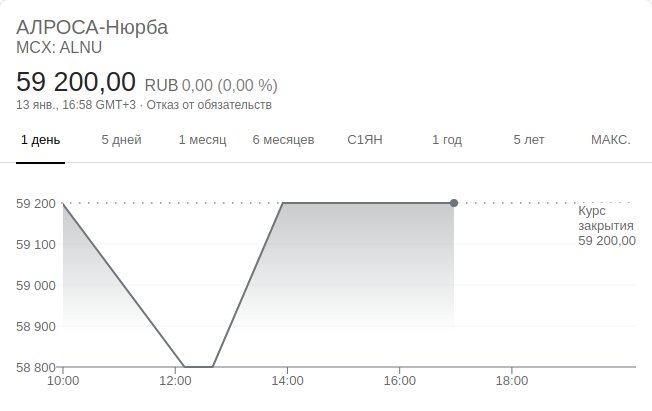 АЛРОСА-Нюрба
MCX: ALNU
59 200,00 RUB 0,00 (0,00 %)
13 янв., 16:58 GMT+3 · Отказ от обязательств
1 день 5 дней 1 месяц 6 месяцев С1ЯН 1 год 5 лет МАКС.
59 200
Курс
закрытия
59 200,00
59 100
59 000
58 900
58 800
10:00 12:00 14:00 16:00 18:00